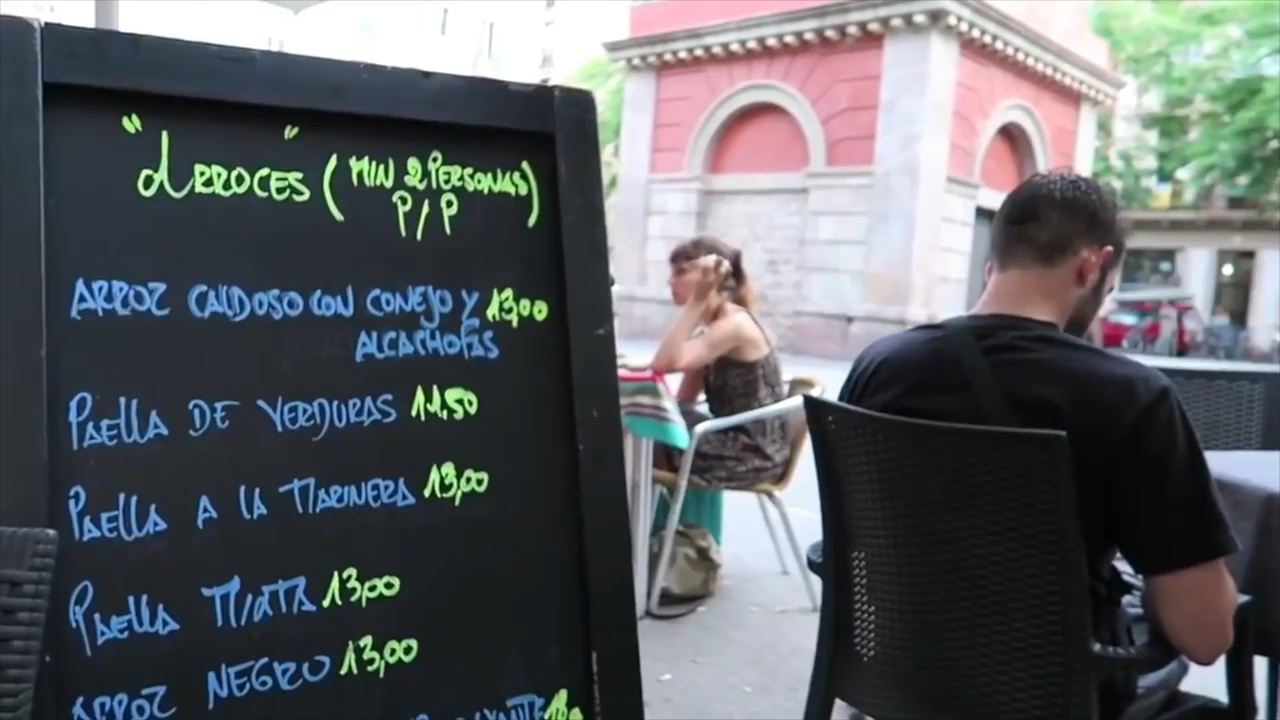 "Arroces" (MIN 2 PERSONAS)
P/P
ARROZ CALDOSO CON CONEJO Y 13,00
ALCACHOFAS
PAELLA DE VERDURAS 11,50
PAELLA A LA MARINERA 13,00
PAELLA MIXTA 13,00
ARROZ NEGRO 13,00